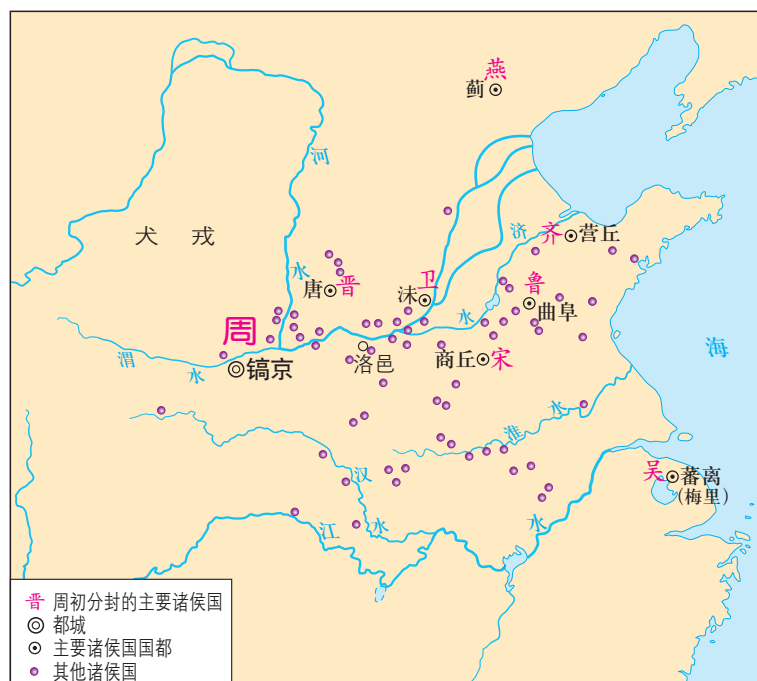 燕
蓟
河
水
犬 戎
济
水
齐
营丘
唐
晋
卫
沬
鲁
曲阜
周
渭
水
镐京
洛邑
商丘
宋
海
淮
水
汉
水
吴
蕃离
(梅里)
江
水
晋 周初分封的主要诸侯国
都城
主要诸侯国国都
其他诸侯国